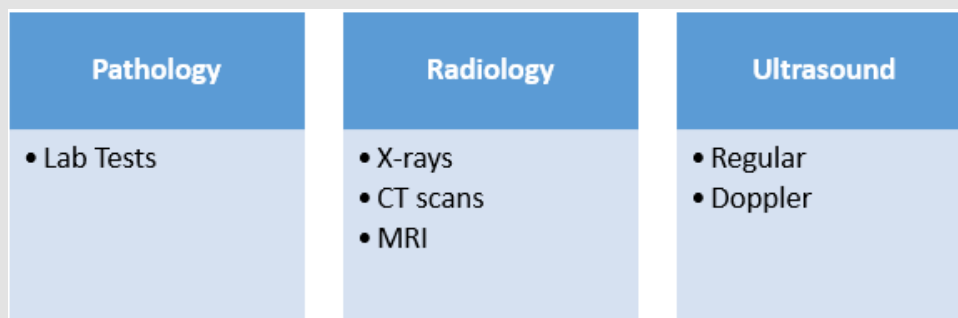 Pathology
• Lab Tests
Radiology
• X-rays
• CT scans
• MRI
Ultrasound
• Regular
• Doppler